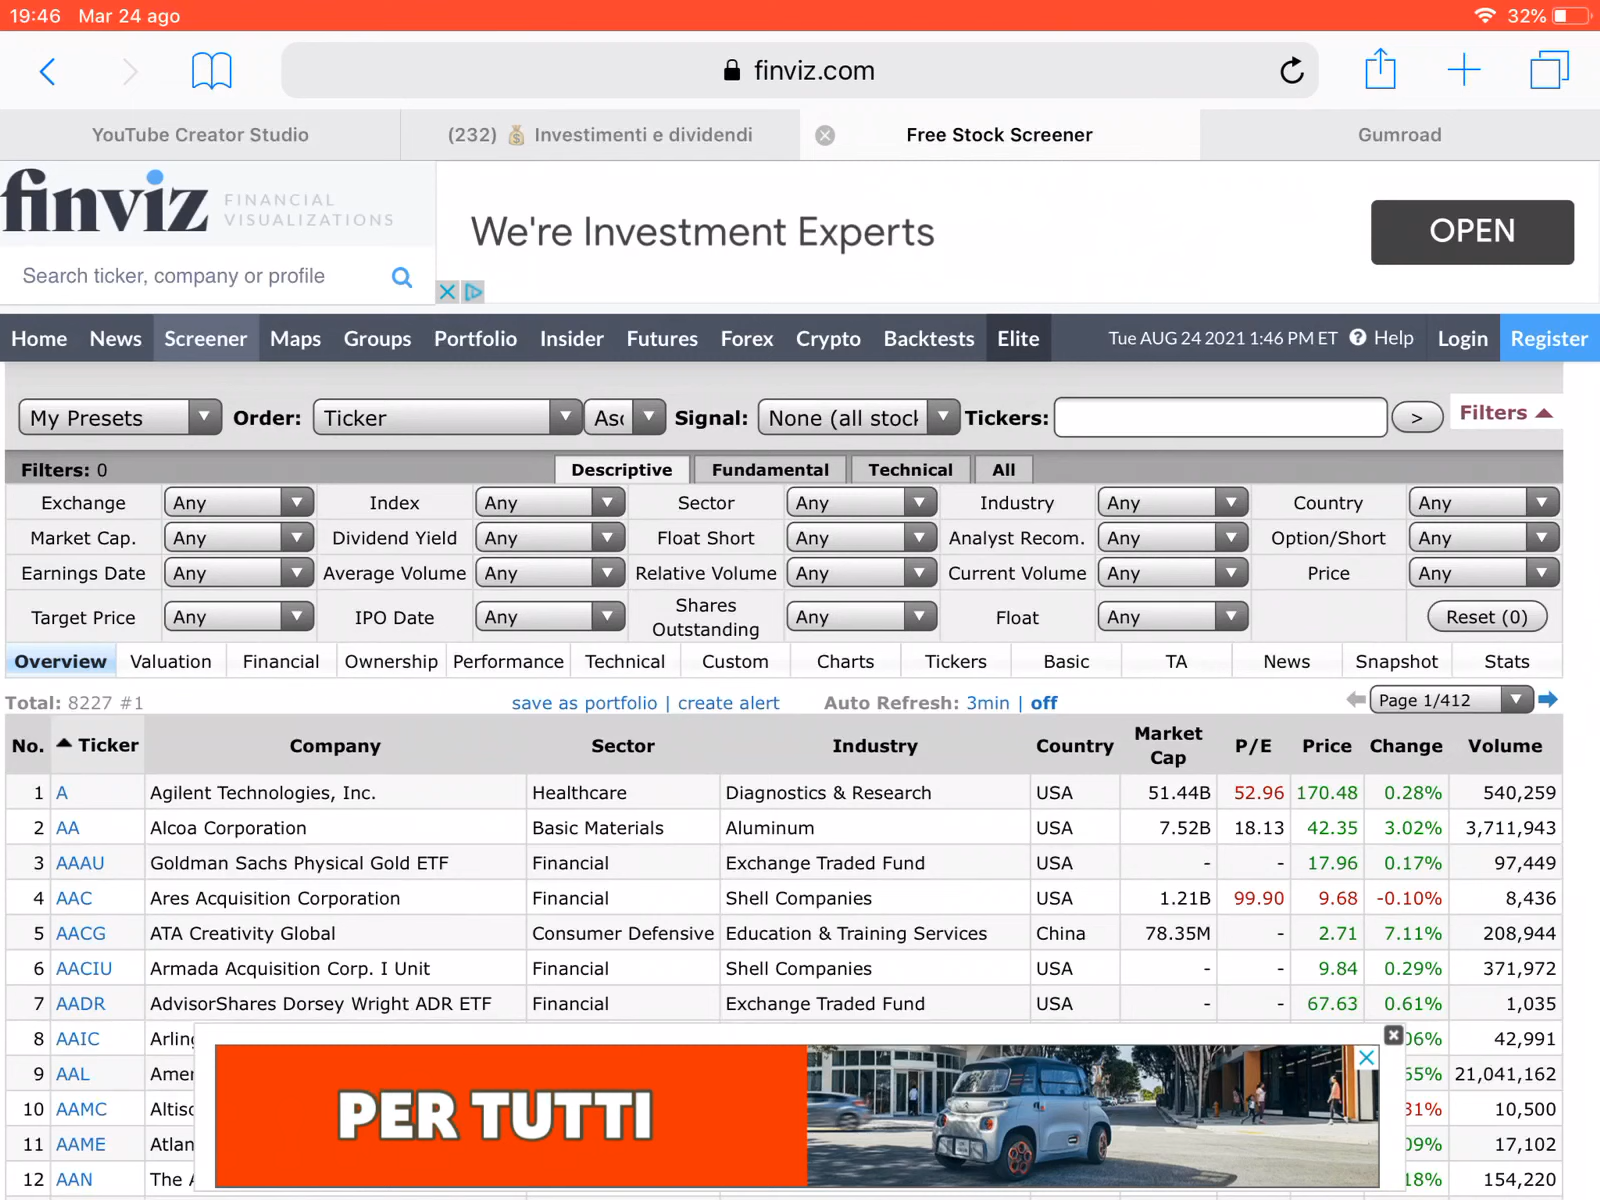 19:46 Mar 24 ago 32%
finviz.com
YouTube Creator Studio (232) 💰 Investimenti e dividendi Free Stock Screener Gumroad
finviz FINANCIAL VISUALIZATIONS
We're Investment Experts OPEN
Search ticker, company or profile
Home News Screener Maps Groups Portfolio Insider Futures Forex Crypto Backtests Elite Tue AUG 24 2021 1:46 PM ET Help Login Register
My Presets Order: Ticker Asc Signal: None (all stock Tickers: > Filters
Filters: 0 Descriptive Fundamental Technical All
Exchange Any Index Any Sector Any Industry Any Country Any
Market Cap. Any Dividend Yield Any Float Short Any Analyst Recom. Any Option/Short Any
Earnings Date Any Average Volume Any Relative Volume Any Current Volume Any Price Any
Target Price Any IPO Date Any Shares Outstanding Any Float Any Reset (0)
Overview Valuation Financial Ownership Performance Technical Custom Charts Tickers Basic TA News Snapshot Stats
Total: 8227 #1 save as portfolio | create alert Auto Refresh: 3min | off Page 1/412
No. Ticker Company Sector Industry Country Market Cap P/E Price Change Volume
1 A Agilent Technologies, Inc. Healthcare Diagnostics & Research USA 51.44B 52.96 170.48 0.28% 540,259
2 AA Alcoa Corporation Basic Materials Aluminum USA 7.52B 18.13 42.35 3.02% 3,711,943
3 AAAU Goldman Sachs Physical Gold ETF Financial Exchange Traded Fund USA - - 17.96 0.17% 97,449
4 AAC Ares Acquisition Corporation Financial Shell Companies USA 1.21B 99.90 9.68 -0.10% 8,436
5 AACG ATA Creativity Global Consumer Defensive Education & Training Services China 78.35M - 2.71 7.11% 208,944
6 AACIU Armada Acquisition Corp. I Unit Financial Shell Companies USA - - 9.84 0.29% 371,972
7 AADR AdvisorShares Dorsey Wright ADR ETF Financial Exchange Traded Fund USA - - 67.63 0.61% 1,035
8 AAIC Arling 06% 42,991
9 AAL Amer 55% 21,041,162
10 AAMC Altiso 31% 10,500
11 AAME Atlan 09% 17,102
12 AAN The A 18% 154,220
PER TUTTI